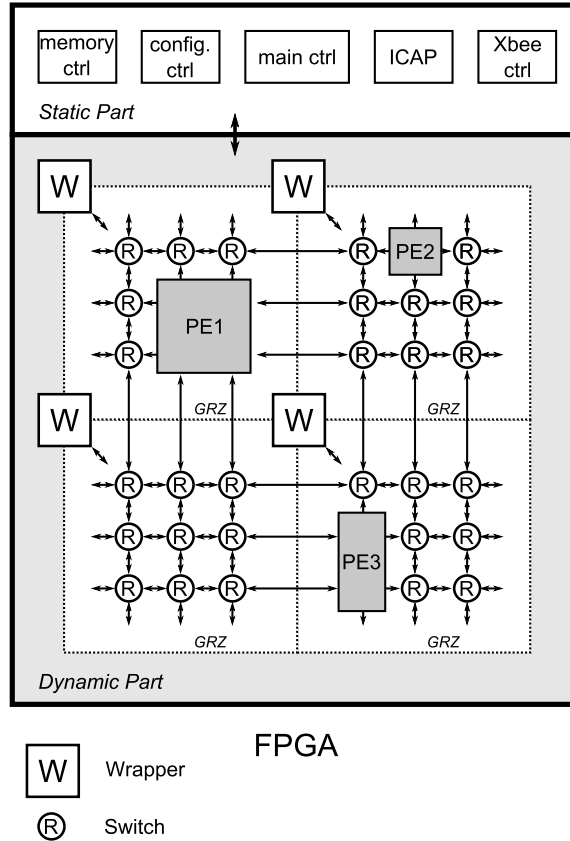 memory config. main ctrl ICAP Xbee
ctrl ctrl ctrl
Static Part
W W
R R R R PE2 R
R PE1 R R R
R R R R
GRZ GRZ
W W
R R R R R R
R R R PE3 R R
R R R R R
GRZ GRZ
Dynamic Part
FPGA
W Wrapper
R Switch